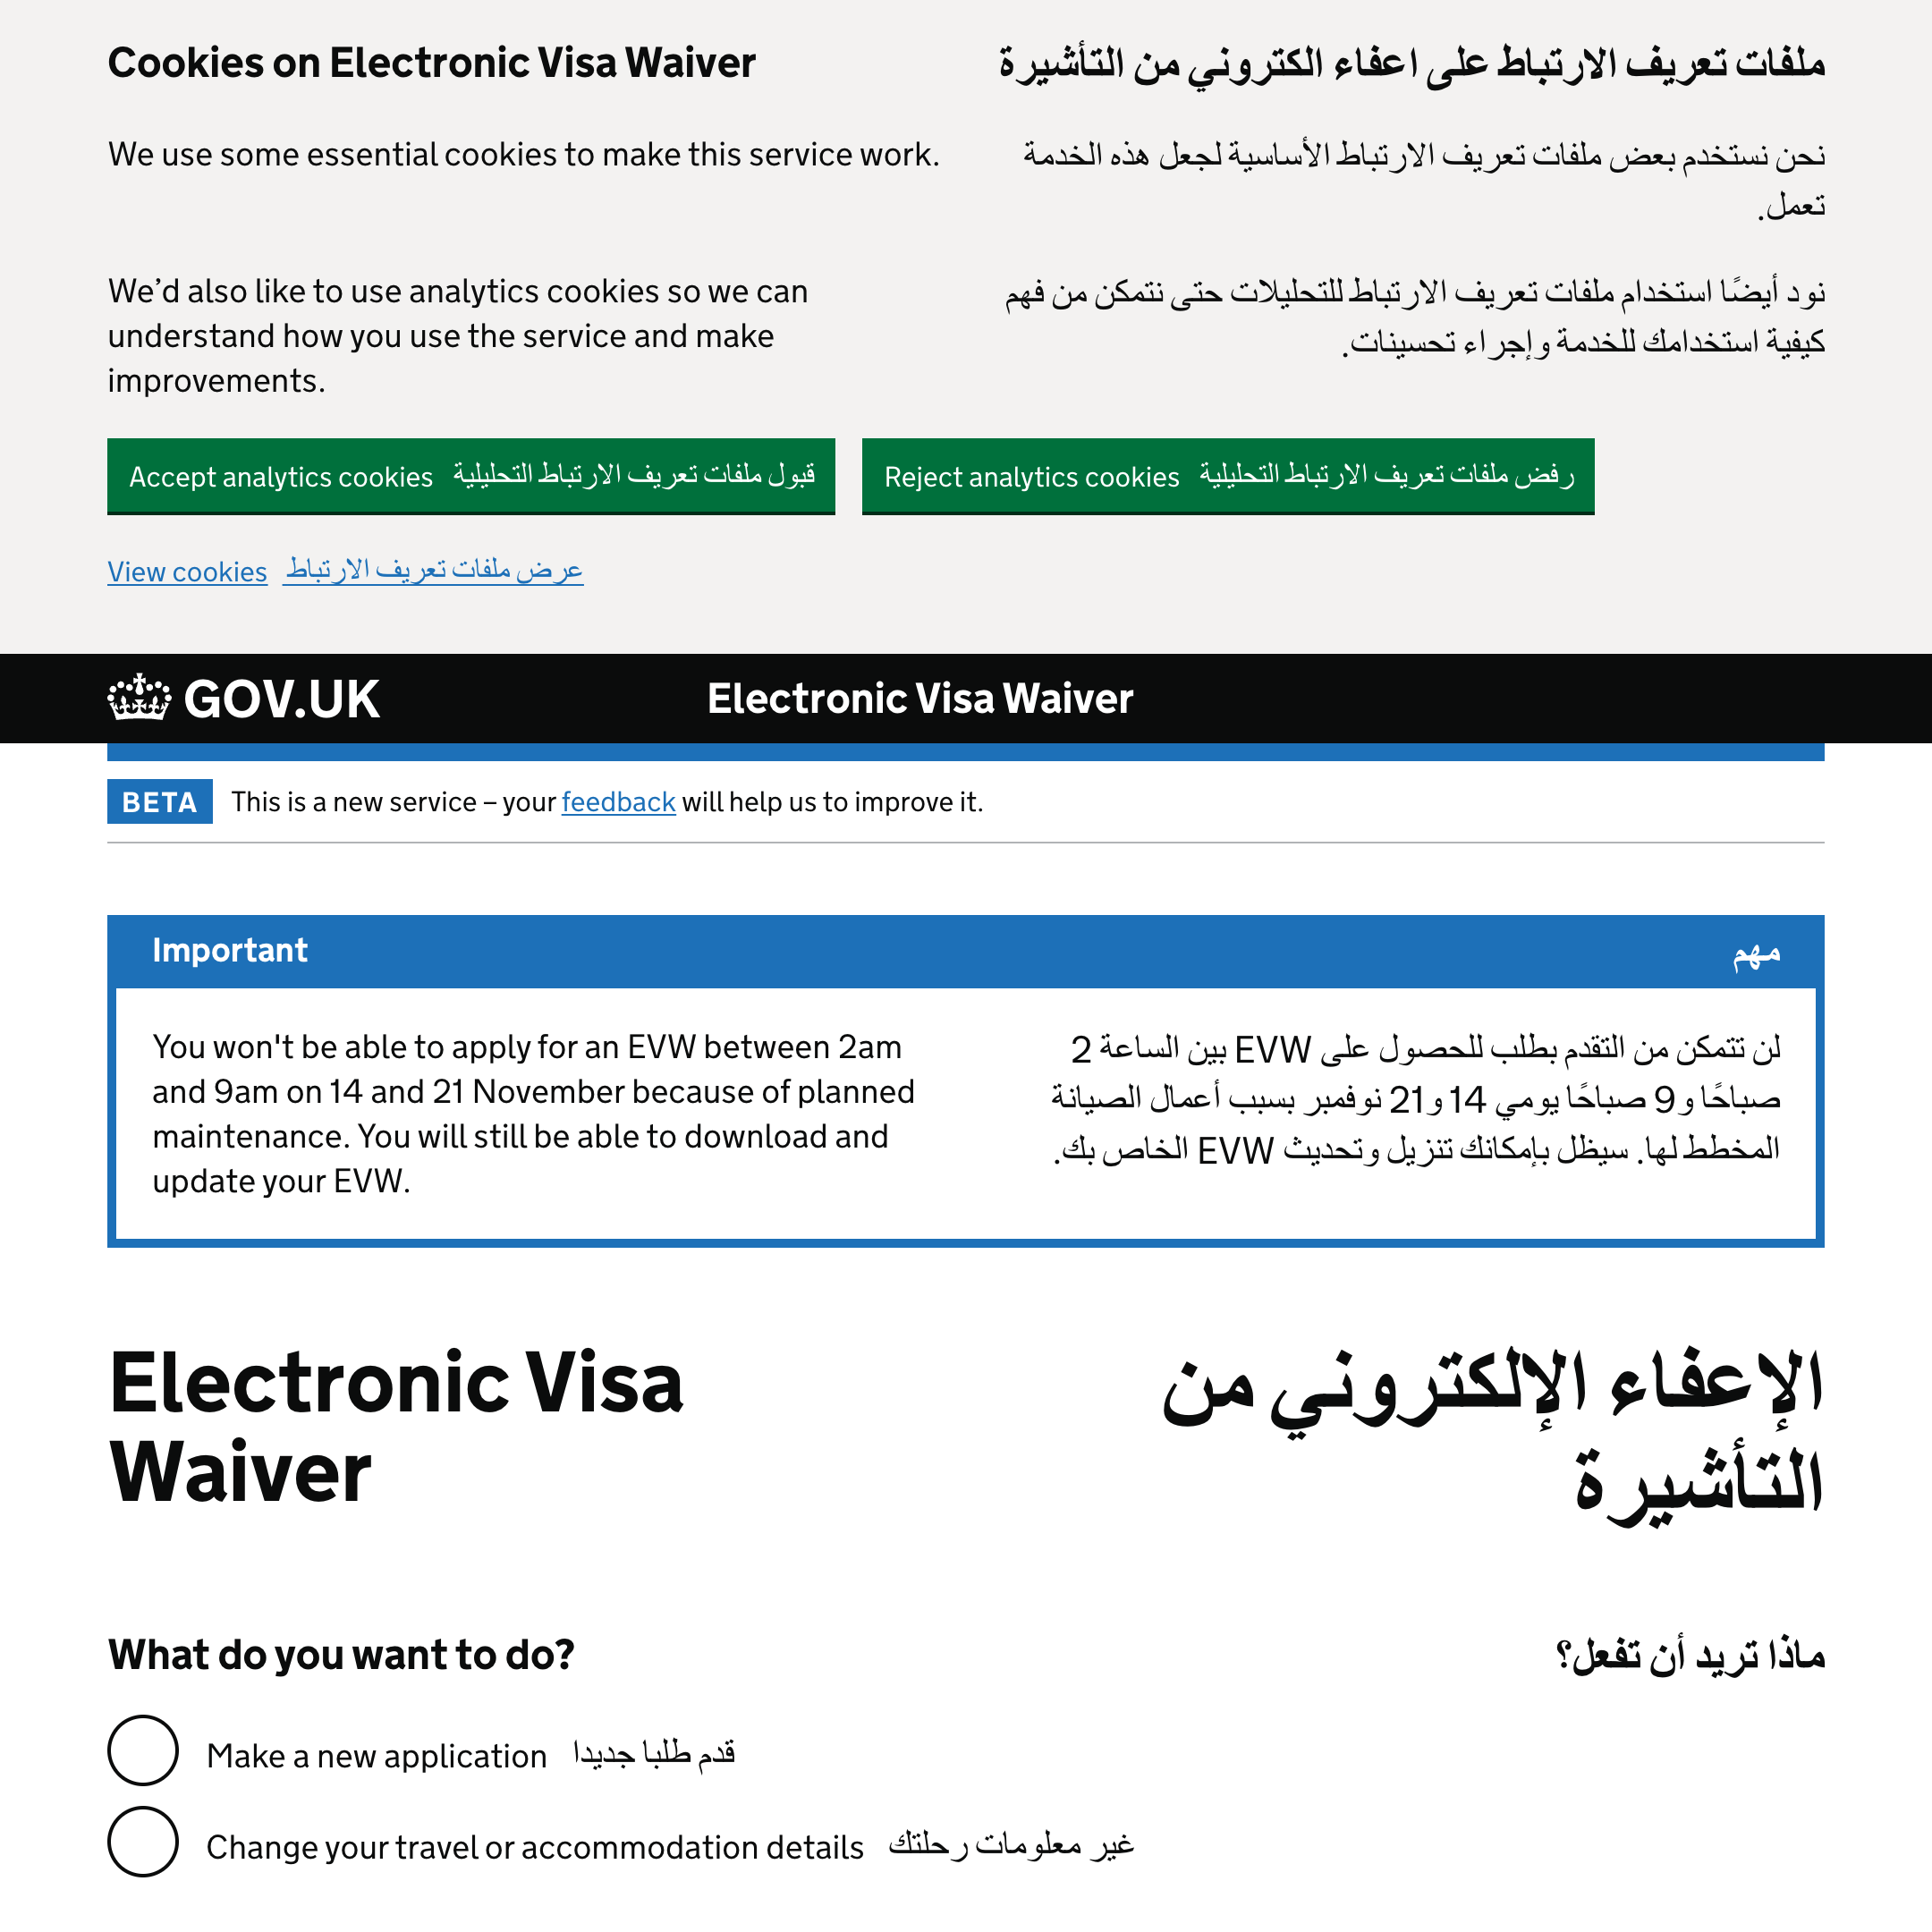 Cookies on Electronic Visa Waiver
ملفات تعريف الارتباط على اعفاء الكتروني من التأشيرة
We use some essential cookies to make this service work.
نحن نستخدم بعض ملفات تعريف الارتباط الأساسية لجعل هذه الخدمة
تعمل.
We’d also like to use analytics cookies so we can
understand how you use the service and make
improvements.
نود أيضًا استخدام ملفات تعريف الارتباط للتحليلات حتى نتمكن من فهم
كيفية استخدامك للخدمة وإجراء تحسينات.
Accept analytics cookies قبول ملفات تعريف الارتباط التحليلية
Reject analytics cookies رفض ملفات تعريف الارتباط التحليلية
View cookies عرض ملفات تعريف الارتباط
GOV.UK
Electronic Visa Waiver
BETA This is a new service – your feedback will help us to improve it.
Important
مهم
You won't be able to apply for an EVW between 2am
and 9am on 14 and 21 November because of planned
maintenance. You will still be able to download and
update your EVW.
لن تتمكن من التقدم بطلب للحصول على EVW بين الساعة 2
صباحًا و9 صباحًا يومي 14 و21 نوفمبر بسبب أعمال الصيانة
المخطط لها. سيظل بإمكانك تنزيل وتحديث EVW الخاص بك.
Electronic Visa
Waiver
الإعفاء الإلكتروني من
التأشيرة
What do you want to do?
ماذا تريد أن تفعل؟
Make a new application قدم طلبا جديدا
Change your travel or accommodation details غير معلومات رحلتك